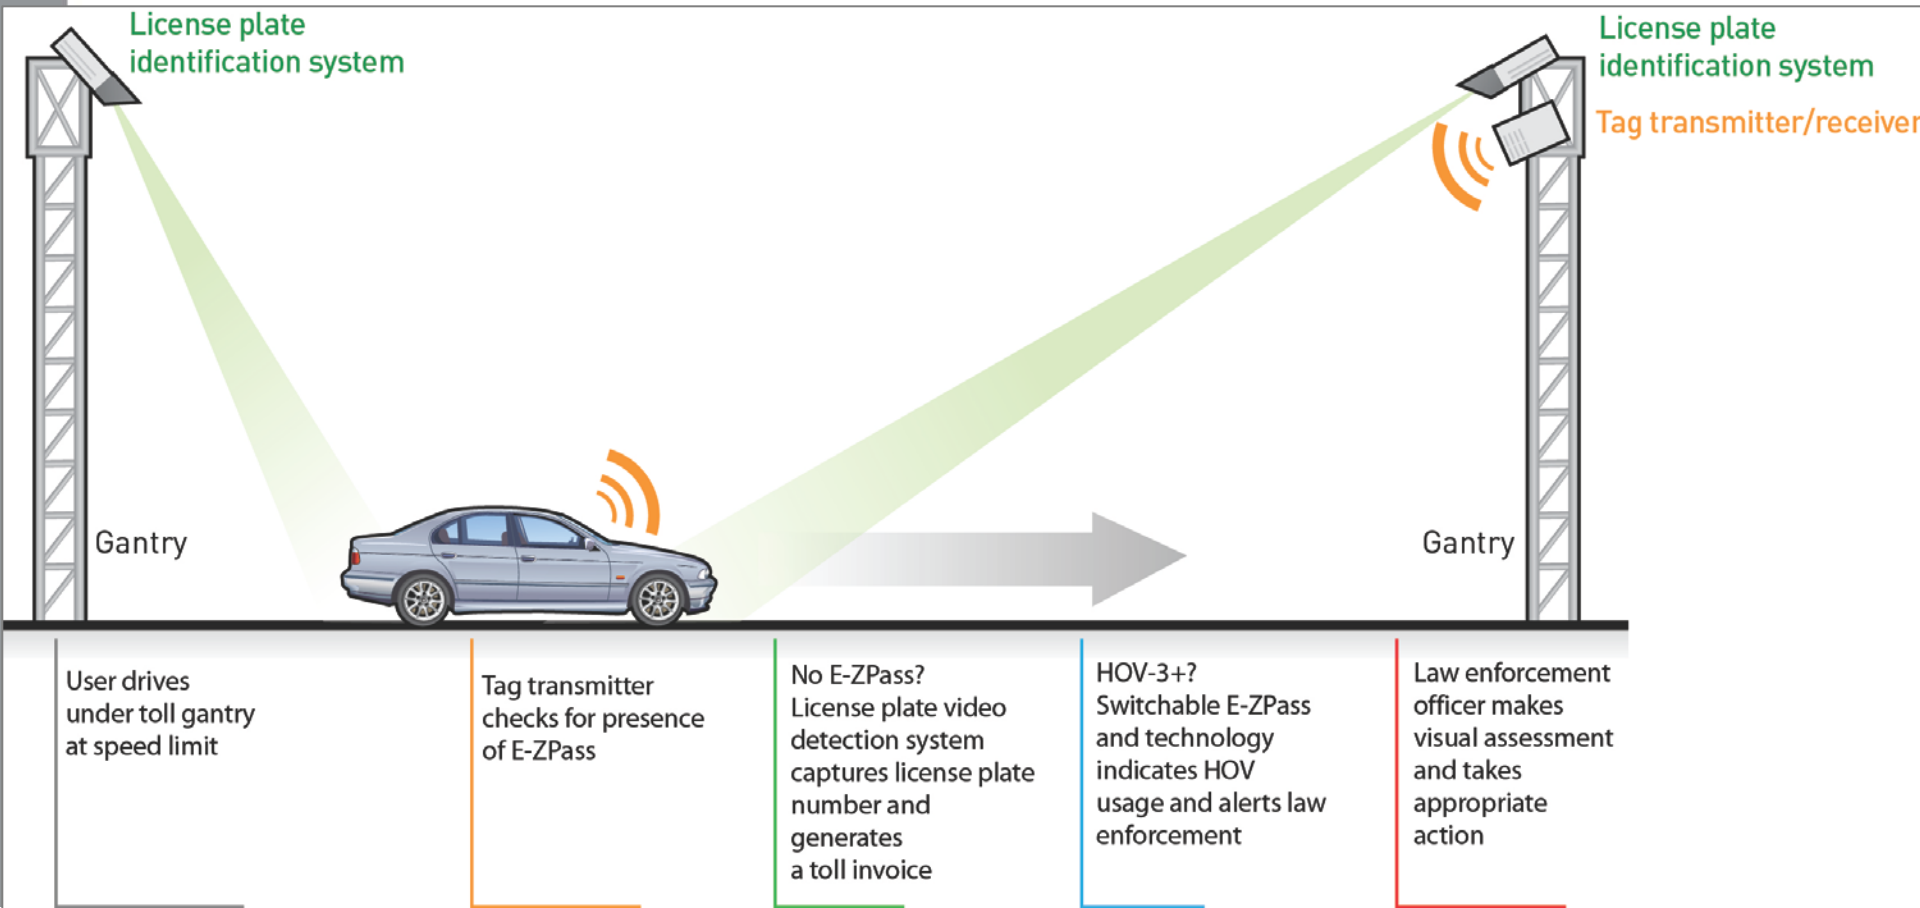 License plate
identification system
License plate
identification system
Tag transmitter/receiver
Gantry
Gantry
User drives
under toll gantry
at speed limit
Tag transmitter
checks for presence
of E-ZPass
No E-ZPass?
License plate video
detection system
captures license plate
number and
generates
a toll invoice
HOV-3+?
Switchable E-ZPass
and technology
indicates HOV
usage and alerts law
enforcement
Law enforcement
officer makes
visual assessment
and takes
appropriate
action